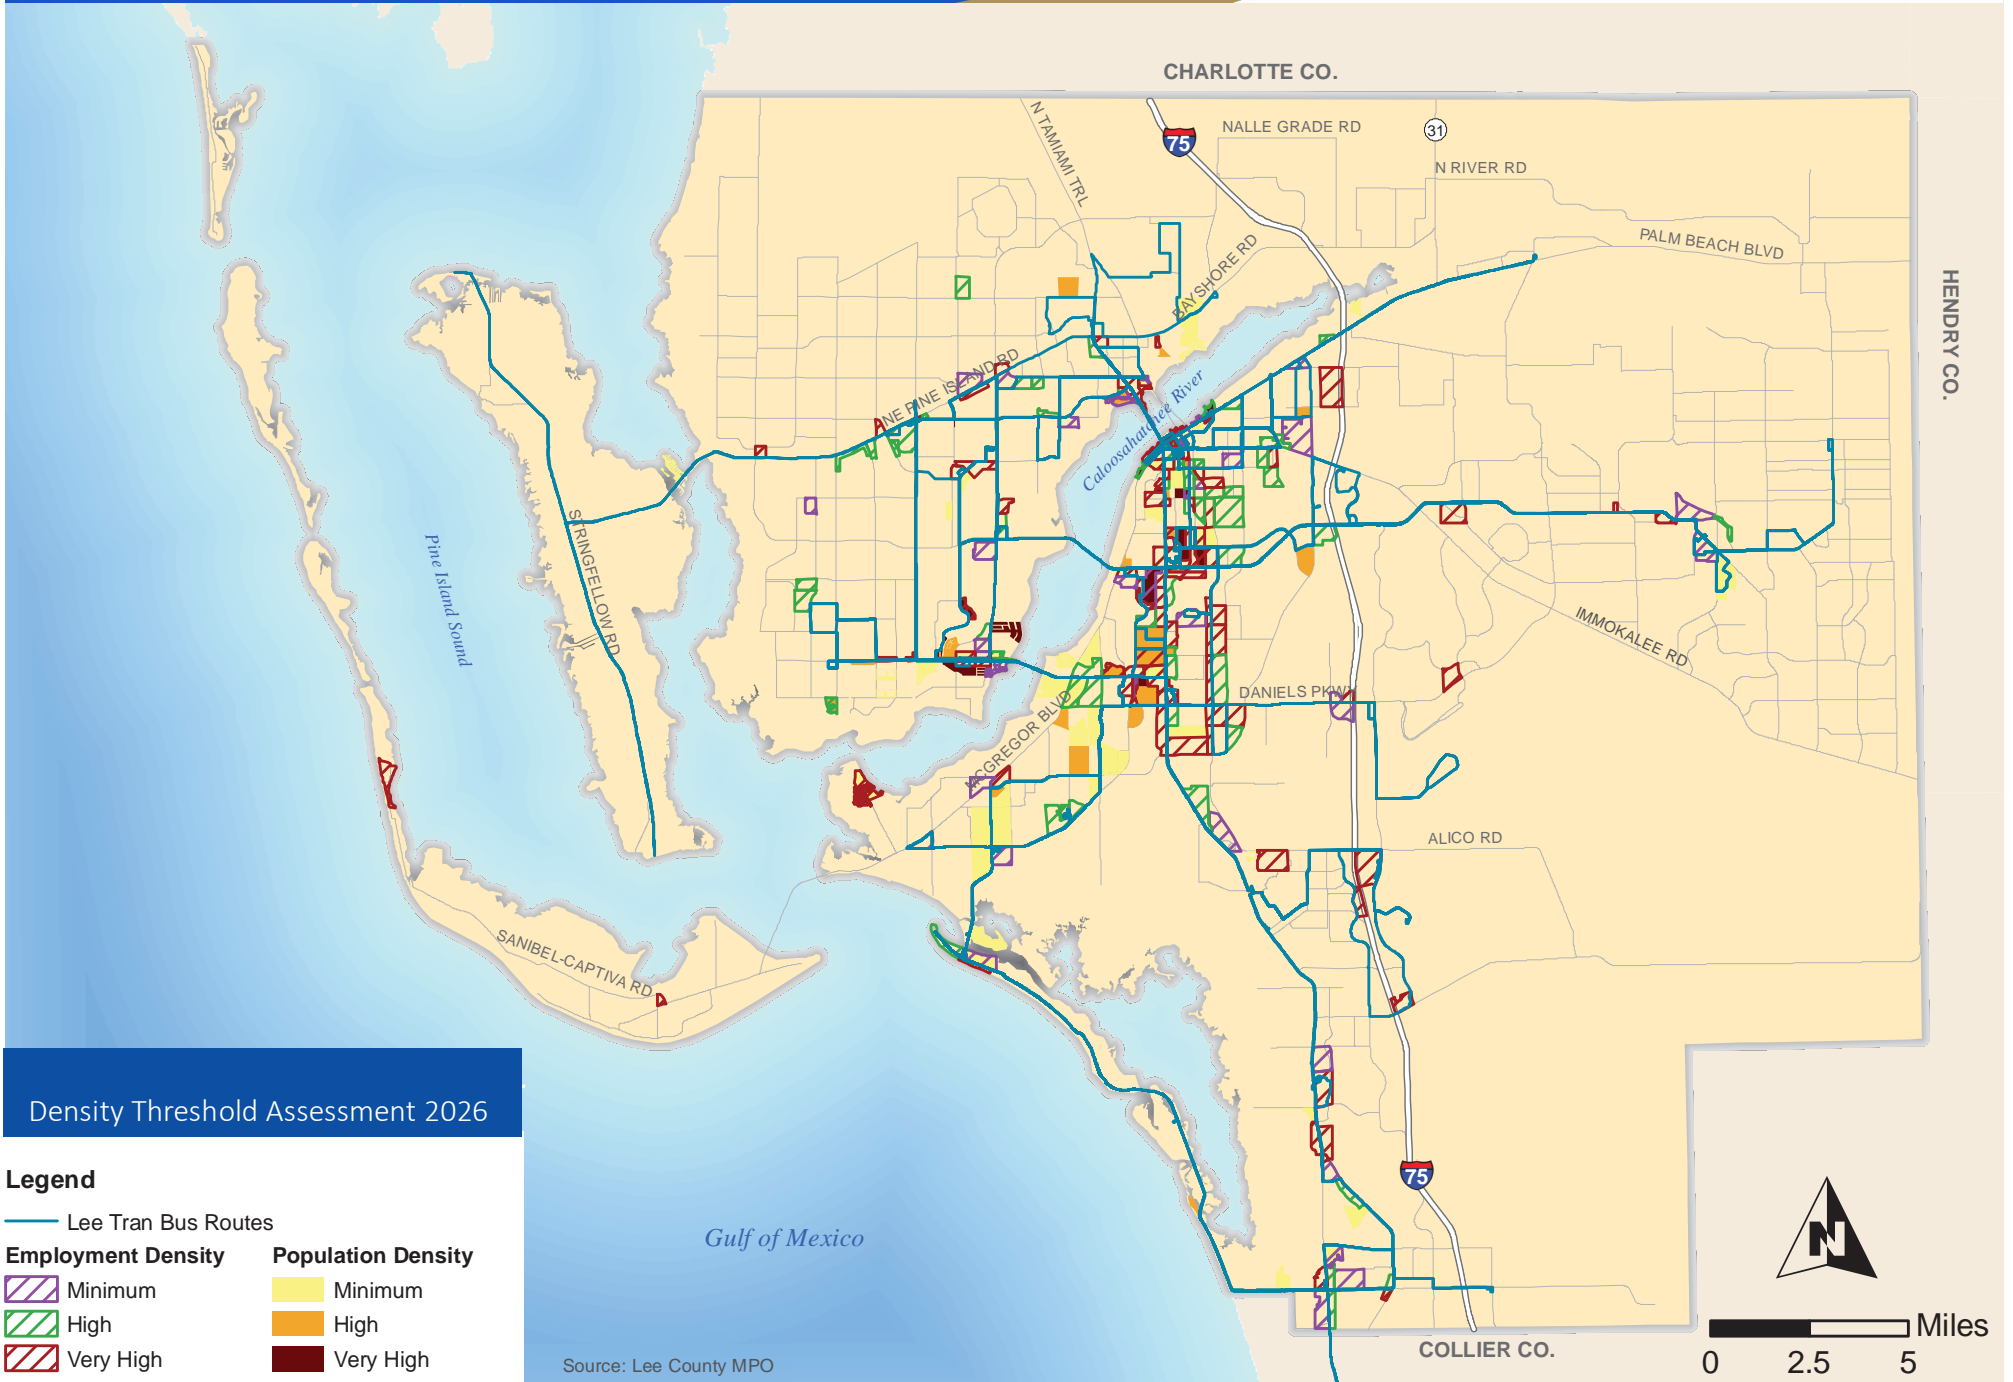 CHARLOTTE CO.
N TAMIAMI TRL
75
NALLE GRADE RD
31
N RIVER RD
PALM BEACH BLVD
BAYSHORE RD
HENDRY CO.
NE PINE ISLAND RD
Caloosahatchee River
Pine Island Sound
STRINGFELLOW RD
IMMOKALEE RD
DANIELS PKWY
MCGREGOR BLVD
ALICO RD
SANIBEL-CAPTIVA RD
Density Threshold Assessment 2026
Legend
Lee Tran Bus Routes
Employment Density
Population Density
Minimum
Minimum
High
High
Very High
Very High
Gulf of Mexico
Source: Lee County MPO
75
COLLIER CO.
N
Miles
0 2.5 5